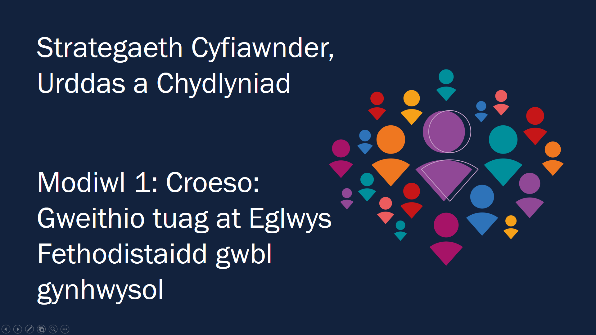 Strategaeth Cyfiawnder,
Urddas a Chydlyniad
Modiwl 1: Croeso:
Gweithio tuag at Eglwys
Fethodistaidd gwbl
gynhwysol